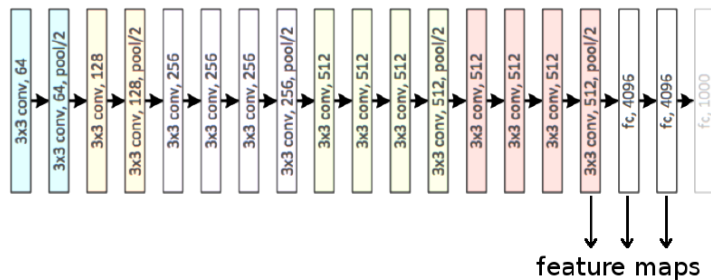 3x3 conv, 64
3x3 conv, 64, pool/2
3x3 conv, 128
3x3 conv, 128, pool/2
3x3 conv, 256
3x3 conv, 256
3x3 conv, 256
3x3 conv, 256, pool/2
3x3 conv, 512
3x3 conv, 512
3x3 conv, 512
3x3 conv, 512, pool/2
3x3 conv, 512
3x3 conv, 512
3x3 conv, 512
3x3 conv, 512, pool/2
fc, 4096
fc, 4096
fc, 1000
feature maps